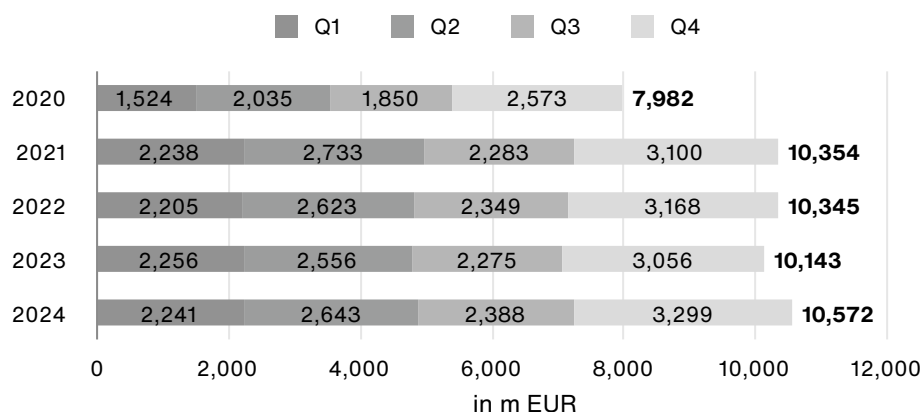 Q1 Q2 Q3 Q4
2020 1,524 2,035 1,850 2,573 7,982
2021 2,238 2,733 2,283 3,100 10,354
2022 2,205 2,623 2,349 3,168 10,345
2023 2,256 2,556 2,275 3,056 10,143
2024 2,241 2,643 2,388 3,299 10,572
0 2,000 4,000 6,000 8,000 10,000 12,000
in m EUR